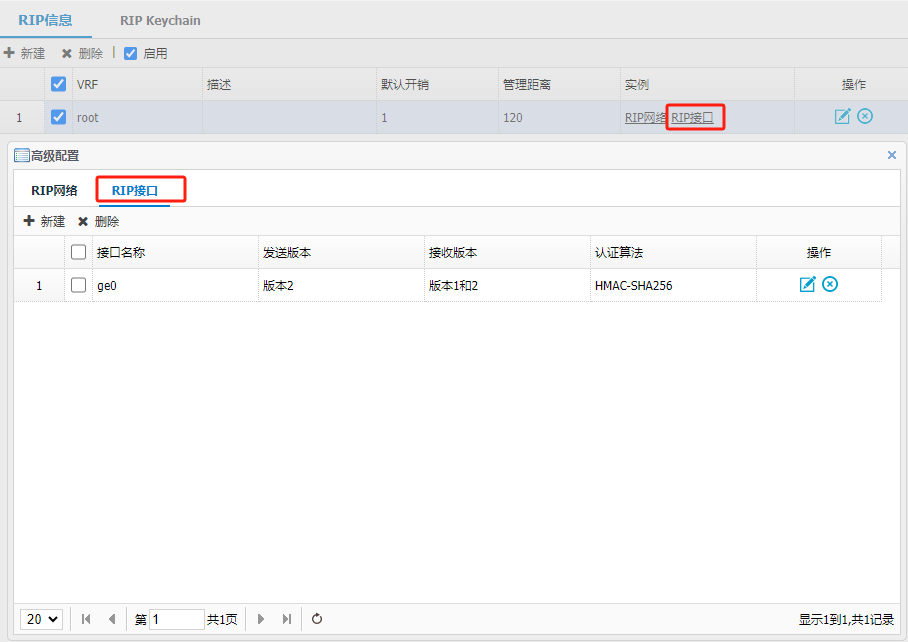 RIP信息 RIP Keychain
新建 删除 启用
VRF 描述 默认开销 管理距离 实例 操作
1 root 1 120 RIP网络 RIP接口
高级配置
RIP网络 RIP接口
新建 删除
接口名称 发送版本 接收版本 认证算法 操作
1 ge0 版本2 版本1和2 HMAC-SHA256
20 第 1 共1页 显示1到1,共1记录